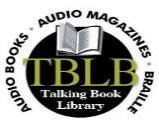 AUDIO BOOKS • AUDIO MAGAZINES • BRAILLE
TBLB
Talking Book
Library